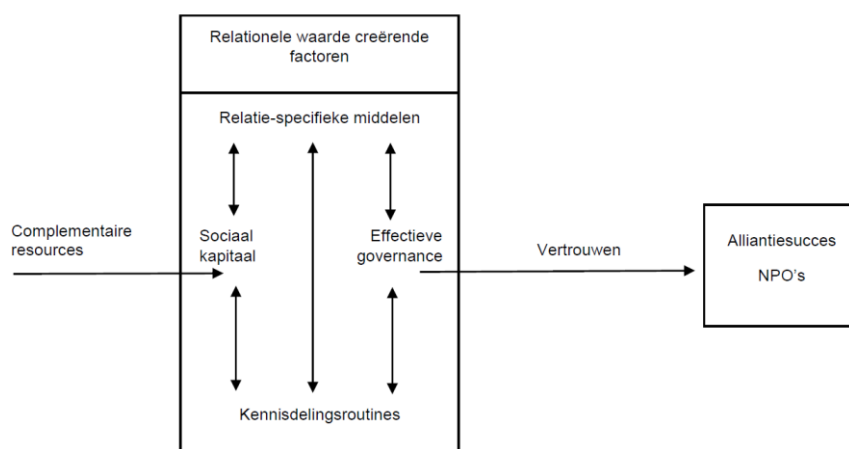 Relationele waarde creërende
factoren
Relatie-specifieke middelen
Complementaire
resources
Sociaal
kapitaal
Effectieve
governance
Vertrouwen
Alliantiesucces
NPO's
Kennisdelingsroutines